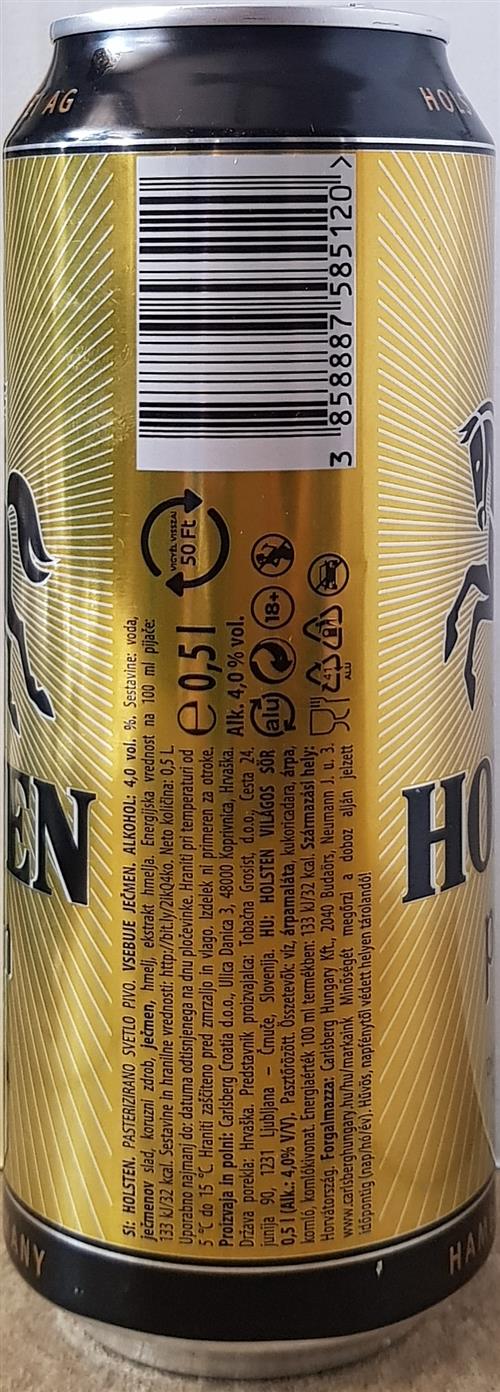 AG
HOLS
3 858887 585120 >
VIGYÉL VISSZA!
50 Ft
℮ 0,5 l
Alk. 4,0 % vol.
alu
18+
41
ALU
SI: HOLSTEN. PASTERIZIRANO SVETLO PIVO. VSEBUJE JEČMEN. ALKOHOL: 4,0 vol. %. Sestavine: voda,
ječmenov slad, koruzni zdrob, ječmen, hmelj, ekstrakt hmelja. Energijska vrednost na 100 ml pijače:
133 kJ/32 kcal. Sestavine in hranilne vrednosti: http://bit.ly/2lkQ4ko. Neto količina: 0,5 L
Uporabno najmanj do: datuma odtisnjenega na dnu pločevinke. Hraniti pri temperaturi od
5 °C do 15 °C. Hraniti zaščiteno pred zmrzaljo in vlago. Izdelek ni primeren za otroke.
Proizvaja in polni: Carlsberg Croatia d.o.o., Ulica Danica 3, 48000 Koprivnica, Hrvaška.
Država porekla: Hrvaška. Predstavnik proizvajalca: Tobačna Grosist, d.o.o., Cesta 24.
junija 90, 1231 Ljubljana – Črnuče, Slovenija. HU: HOLSTEN VILÁGOS SÖR
0,5 l (Alk.: 4,0% V/V). Pasztőrözött. Összetevők: víz, árpamaláta, kukoricadara, árpa,
komló, komlókivonat. Energiaérték 100 ml termékben: 133 kJ/32 kcal. Származási hely:
Horvátország. Forgalmazza: Carlsberg Hungary Kft., 2040 Budaörs, Neumann J. u. 3.
www.carlsberghungary.hu/hu/markaink Minőségét megőrzi a doboz alján jelzett
időpontig (nap/hó/év). Hűvös, napfénytől védett helyen tárolandó!
EN
HO
ANY
HAM